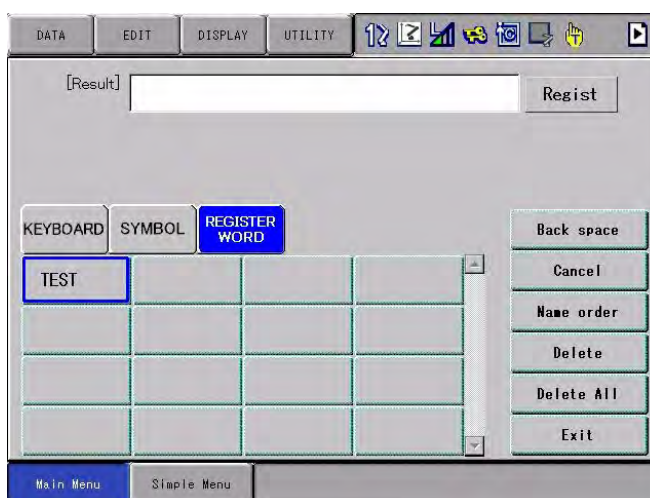 DATA EDIT DISPLAY UTILITY
[Result] Regist
KEYBOARD SYMBOL REGISTER WORD
Back space
TEST
Cancel
Name order
Delete
Delete All
Exit
Main Menu Simple Menu